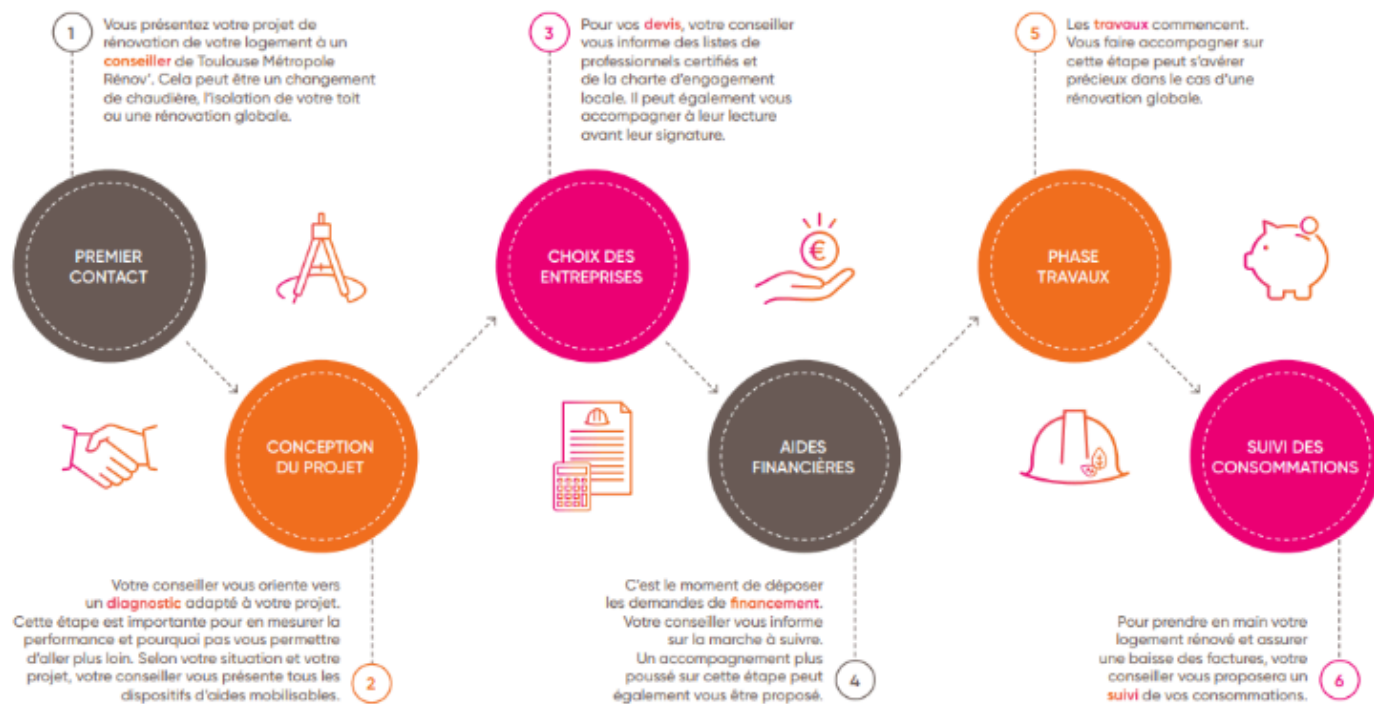 1
Vous présentez votre projet de
rénovation de votre logement à un
conseiller de Toulouse Métropole
Rénov'. Cela peut être un changement
de chaudière, l'isolation de votre toit
ou une rénovation globale.
PREMIER
CONTACT
CONCEPTION
DU PROJET
Votre conseiller vous oriente vers
un diagnostic adapté à votre projet.
Cette étape est importante pour en mesurer la
performance et pourquoi pas vous permettre
d'aller plus loin. Selon votre situation et votre
projet, votre conseiller vous présente tous les
dispositifs d'aides mobilisables.
2
3
Pour vos devis, votre conseiller
vous informe des listes de
professionnels certifiés et
de la charte d'engagement
locale. Il peut également vous
accompagner à leur lecture
avant leur signature.
CHOIX DES
ENTREPRISES
€
AIDES
FINANCIÈRES
C'est le moment de déposer
les demandes de financement.
Votre conseiller vous informe
sur la marche à suivre.
Un accompagnement plus
poussé sur cette étape peut
également vous être proposé.
4
5
Les travaux commencent.
Vous faire accompagner sur
cette étape peut s'avérer
précieux dans le cas d'une
rénovation globale.
PHASE
TRAVAUX
SUIVI DES
CONSOMMATIONS
Pour prendre en main votre
logement rénové et assurer
une baisse des factures, votre
conseiller vous proposera un
suivi de vos consommations.
6